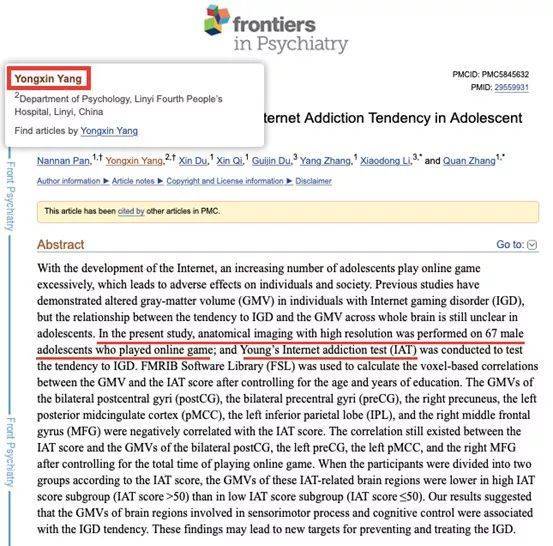 frontiers
in Psychiatry
PMCID: PMC5845632
PMID: 29559931
Yongxin Yang
2Department of Psychology, Linyi Fourth People's
Hospital, Linyi, China
Find articles by Yongxin Yang
ternet Addiction Tendency in Adolescent
Nannan Pan,1,† Yongxin Yang,2,† Xin Du,1 Xin Qi,1 Guijin Du,3 Yang Zhang,1 Xiaodong Li,3,* and Quan Zhang1,*
Author information ► Article notes ► Copyright and License information ► Disclaimer
This article has been cited by other articles in PMC.
Abstract
Go to:
With the development of the Internet, an increasing number of adolescents play online game
excessively, which leads to adverse effects on individuals and society. Previous studies have
demonstrated altered gray-matter volume (GMV) in individuals with Internet gaming disorder (IGD),
but the relationship between the tendency to IGD and the GMV across whole brain is still unclear in
adolescents. In the present study, anatomical imaging with high resolution was performed on 67 male
adolescents who played online game; and Young's Internet addiction test (IAT) was conducted to test
the tendency to IGD. FMRIB Software Library (FSL) was used to calculate the voxel-based correlations
between the GMV and the IAT score after controlling for the age and years of education. The GMVs of
the bilateral postcentral gyri (postCG), the bilateral precentral gyri (preCG), the right precuneus, the left
posterior midcingulate cortex (pMCC), the left inferior parietal lobe (IPL), and the right middle frontal
gyrus (MFG) were negatively correlated with the IAT score. The correlation still existed between the
IAT score and the GMVs of the bilateral postCG, the left preCG, the left pMCC, and the right MFG
after controlling for the total time of playing online game. When the participants were divided into two
groups according to the IAT score, the GMVs of these IAT-related brain regions were lower in high IAT
score subgroup (IAT score >50) than in low IAT score subgroup (IAT score ≤50). Our results suggested
that the GMVs of brain regions involved in sensorimotor process and cognitive control were associated
with the IGD tendency. These findings may lead to new targets for preventing and treating the IGD.
Front Psychiatry
Front Psychiatry